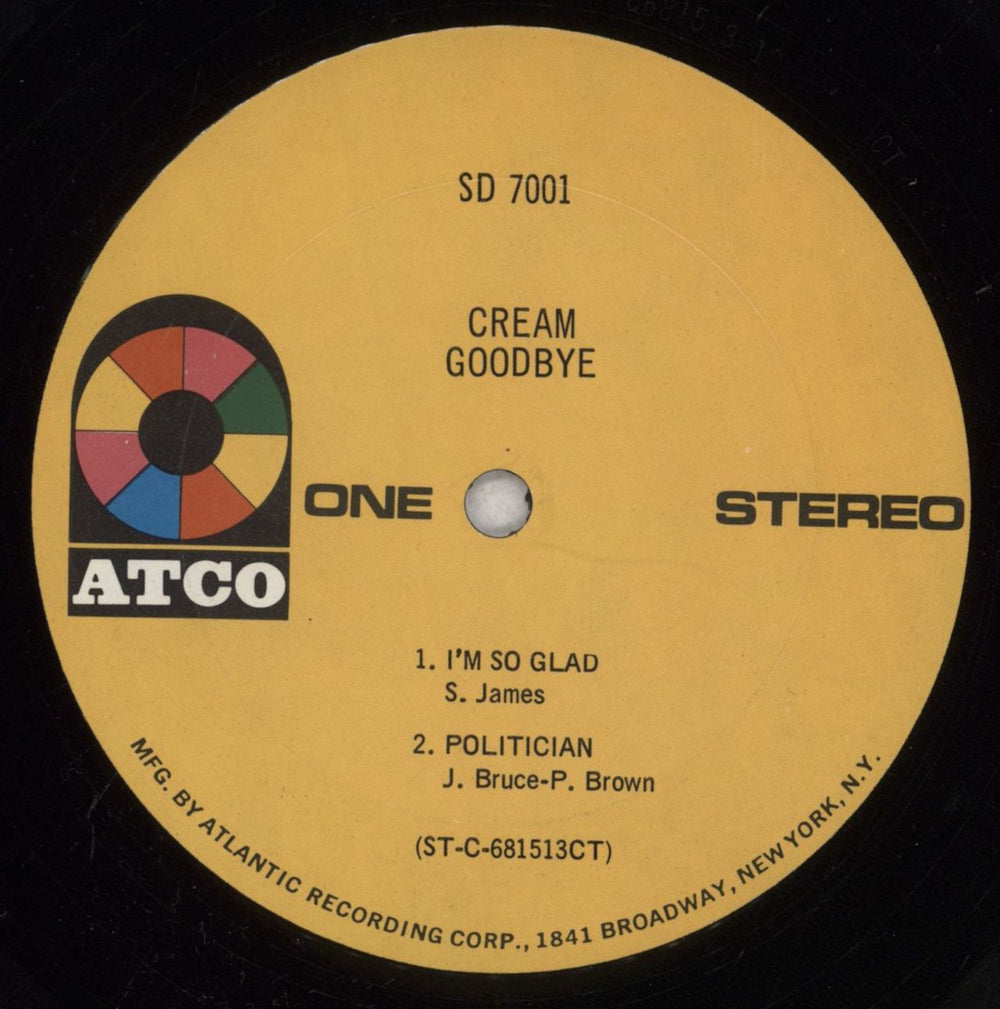 SD 7001
CREAM
GOODBYE
ONE
STEREO
ATCO
1. I'M SO GLAD
S. James
2. POLITICIAN
J. Bruce-P. Brown
(ST-C-681513CT)
MFG. BY ATLANTIC RECORDING CORP., 1841 BROADWAY, NEW YORK, N.Y.